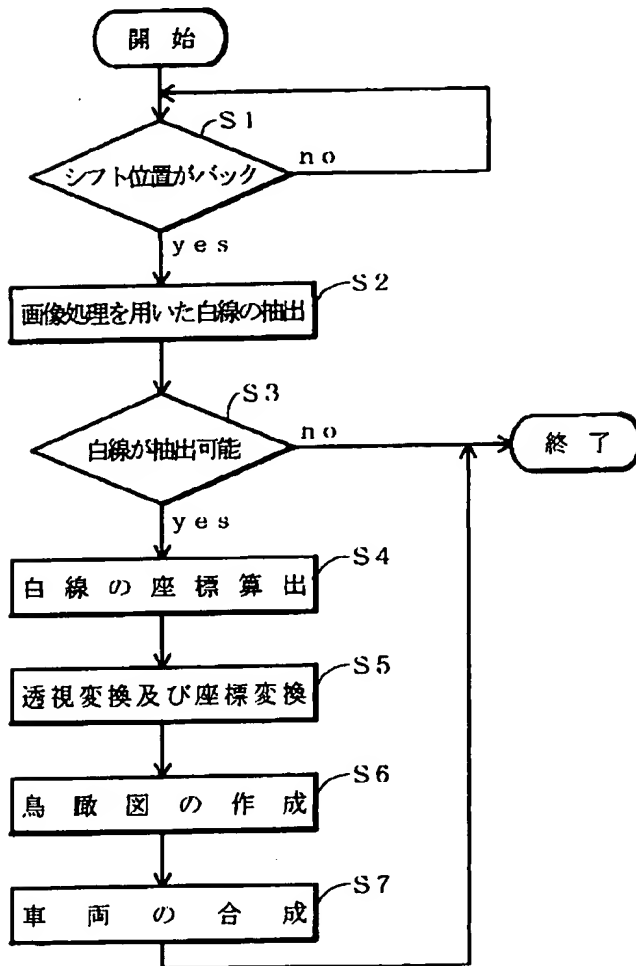 開始
S1
シフト位置がバック
no
yes
S2
画像処理を用いた白線の抽出
S3
白線が抽出可能
no
終了
yes
S4
白線の座標算出
S5
透視変換及び座標変換
S6
鳥瞰図の作成
S7
車両の合成